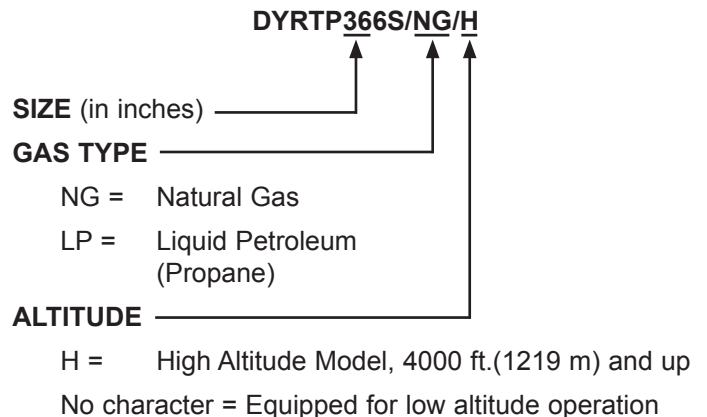 DYRTP366S/NG/H
SIZE (in inches)
GAS TYPE
NG = Natural Gas
LP = Liquid Petroleum
(Propane)
ALTITUDE
H = High Altitude Model, 4000 ft.(1219 m) and up
No character = Equipped for low altitude operation